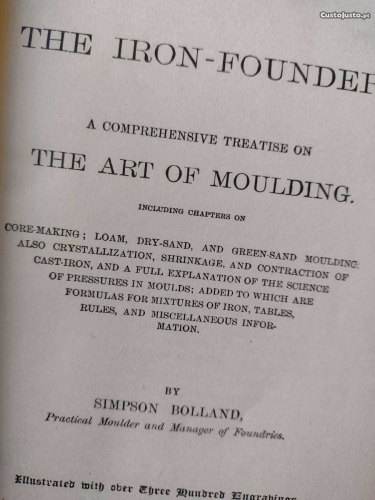 CustoJusto.pt
THE IRON-FOUNDER
A COMPREHENSIVE TREATISE ON
THE ART OF MOULDING.
INCLUDING CHAPTERS ON
CORE-MAKING; LOAM, DRY-SAND, AND GREEN-SAND MOULDING;
ALSO CRYSTALLIZATION, SHRINKAGE, AND CONTRACTION OF
CAST-IRON, AND A FULL EXPLANATION OF THE SCIENCE
OF PRESSURES IN MOULDS; ADDED TO WHICH ARE
FORMULAS FOR MIXTURES OF IRON, TABLES,
RULES, AND MISCELLANEOUS INFOR-
MATION.
BY
SIMPSON BOLLAND,
Practical Moulder and Manager of Foundries.
Illustrated with over Three Hundred Engravings